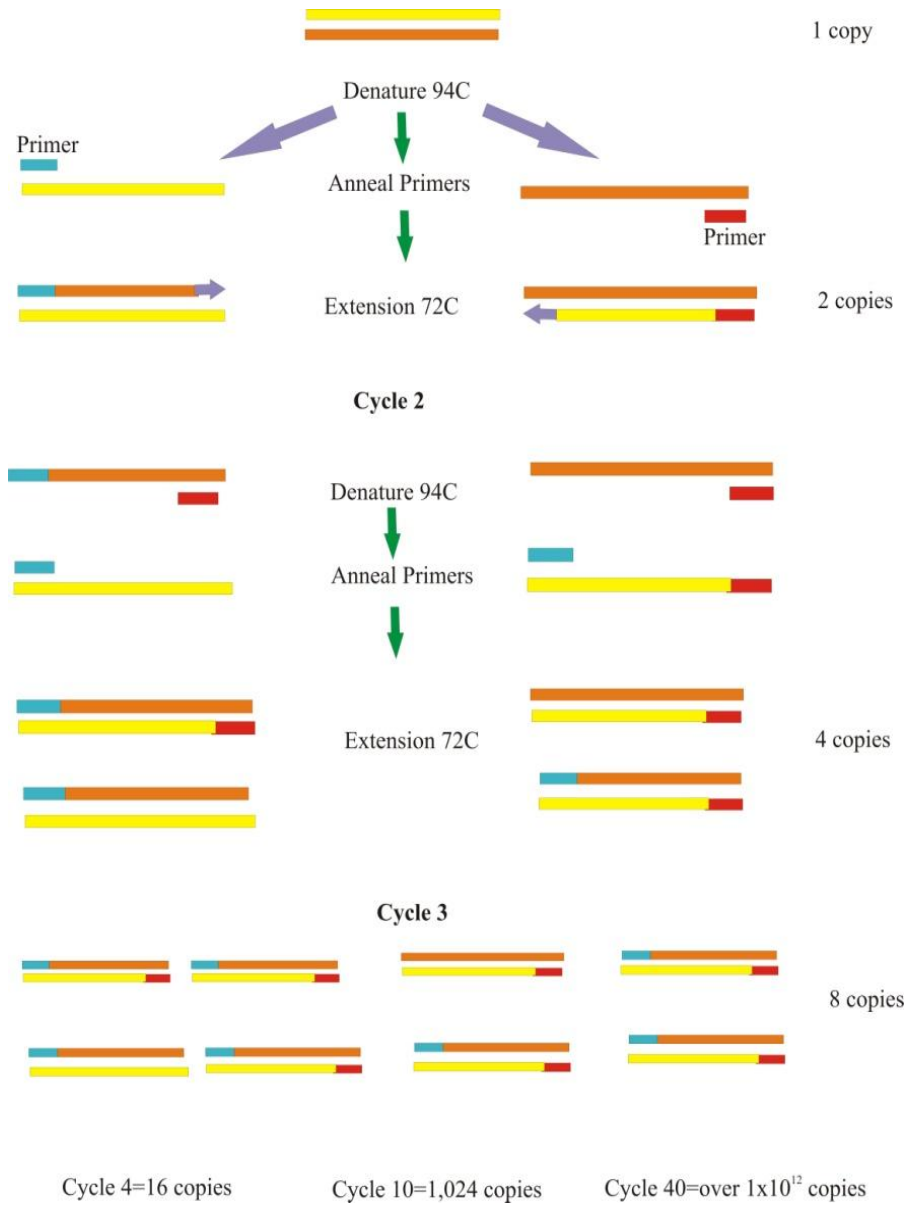 1 copy
Denature 94C
Primer
Anneal Primers
Primer
Extension 72C
2 copies
Cycle 2
Denature 94C
Anneal Primers
Extension 72C
4 copies
Cycle 3
8 copies
Cycle 4=16 copies
Cycle 10=1,024 copies
Cycle 40=over 1x10¹² copies